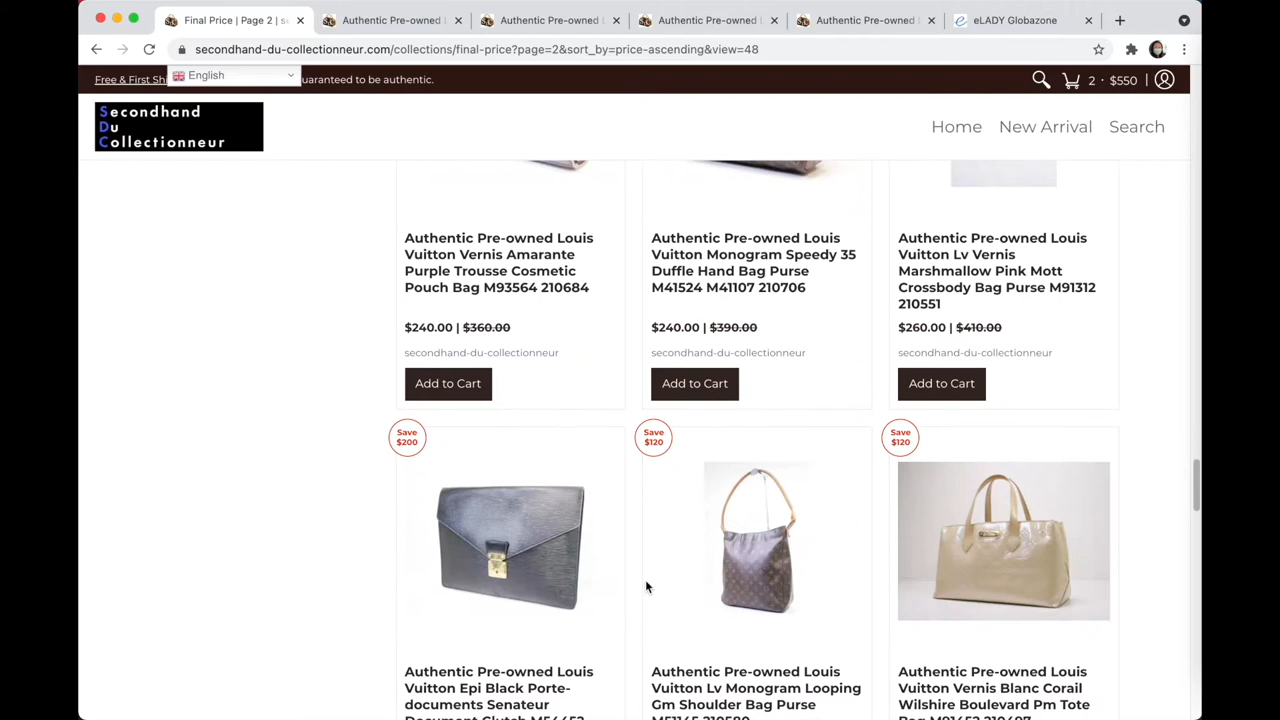 Final Price | Page 2 | s
Authentic Pre-owned
Authentic Pre-owned
Authentic Pre-owned
Authentic Pre-owned
eLADY Globazone
secondhand-du-collectionneur.com/collections/final-price?page=2&sort_by=price-ascending&view=48
Free & First Shi
English
uaranteed to be authentic.
2 · $550 |
Secondhand
Du
Collectionneur
Home
New Arrival
Search
Authentic Pre-owned Louis
Vuitton Vernis Amarante
Purple Trousse Cosmetic
Pouch Bag M93564 210684
$240.00 | $360.00
secondhand-du-collectionneur
Add to Cart
Authentic Pre-owned Louis
Vuitton Monogram Speedy 35
Duffle Hand Bag Purse
M41524 M41107 210706
$240.00 | $390.00
secondhand-du-collectionneur
Add to Cart
Authentic Pre-owned Louis
Vuitton Lv Vernis
Marshmallow Pink Mott
Crossbody Bag Purse M91312
210551
$260.00 | $410.00
secondhand-du-collectionneur
Add to Cart
Save
$200
Save
$120
Save
$120
Authentic Pre-owned Louis
Vuitton Epi Black Porte-
documents Senateur
Document Clutch M54452
Authentic Pre-owned Louis
Vuitton Lv Monogram Looping
Gm Shoulder Bag Purse
M51145 210580
Authentic Pre-owned Louis
Vuitton Vernis Blanc Corail
Wilshire Boulevard Pm Tote
Bag M91452 210497